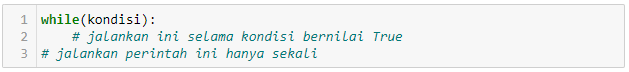 1 while(kondisi):
2     # jalankan ini selama kondisi bernilai True
3 # jalankan perintah ini hanya sekali